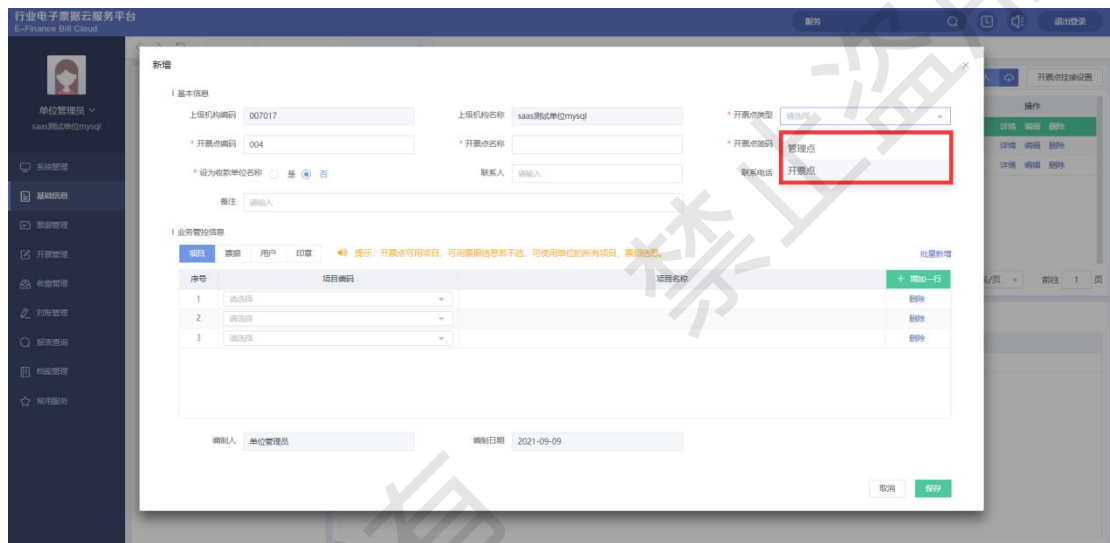 行业电子票据云服务平台
E-Finance Bill Cloud
服务
退出登录
单位管理员
saas测试单位mysql
系统管理
基础信息
票据管理
开票管理
收缴管理
对账管理
报表查询
档案管理
常用服务
开票点挂接设置
操作
详情 编辑 删除
详情 编辑 删除
详情 编辑 删除
前往 1 页
新增
基本信息
上级机构编码 007017
上级机构名称 saas测试单位mysql
* 开票点类型 请选择
* 开票点编码 004
* 开票点名称
管理点
开票点
* 设为收款单位名称 是 否
联系人 请输入
联系电话
备注 请输入
业务管控信息
项目 票据 用户 印章
提示:开票点可用项目、可用票据信息若不选,可使用单位的所有项目、票据信息。
批量新增
序号 项目编码 项目名称 + 增加一行
1 请选择 删除
2 请选择 删除
3 请选择 删除
编制人 单位管理员
编制日期 2021-09-09
取消 保存
禁止盗
有